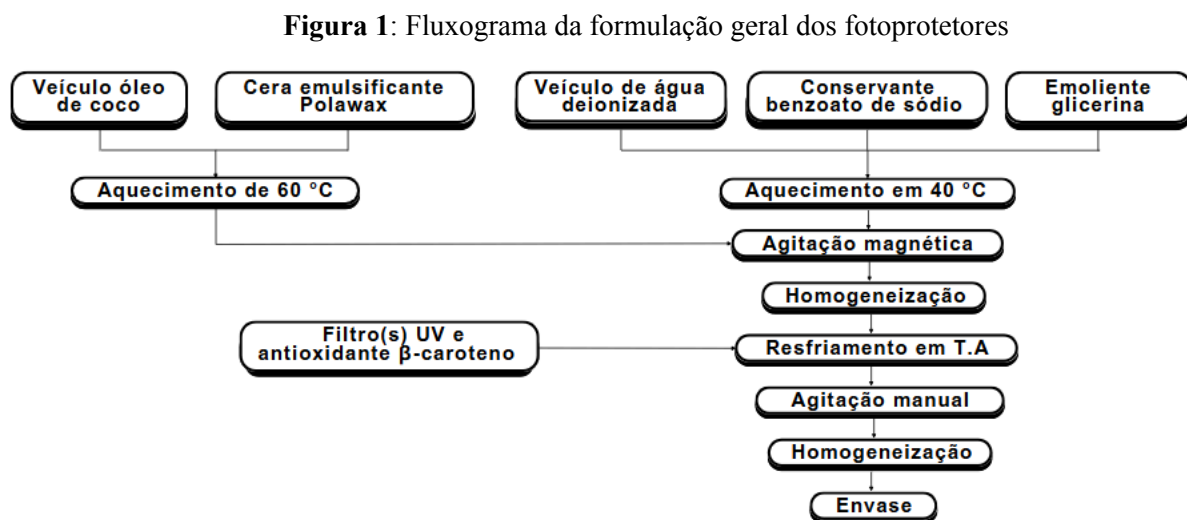 Figura 1: Fluxograma da formulação geral dos fotoprotetores
Veículo óleo
de coco
Cera emulsificante
Polawax
Veículo de água
deionizada
Conservante
benzoato de sódio
Emoliente
glicerina
Aquecimento de 60 °C
Aquecimento em 40 °C
Agitação magnética
Homogeneização
Filtro(s) UV e
antioxidante β-caroteno
Resfriamento em T.A
Agitação manual
Homogeneização
Envase